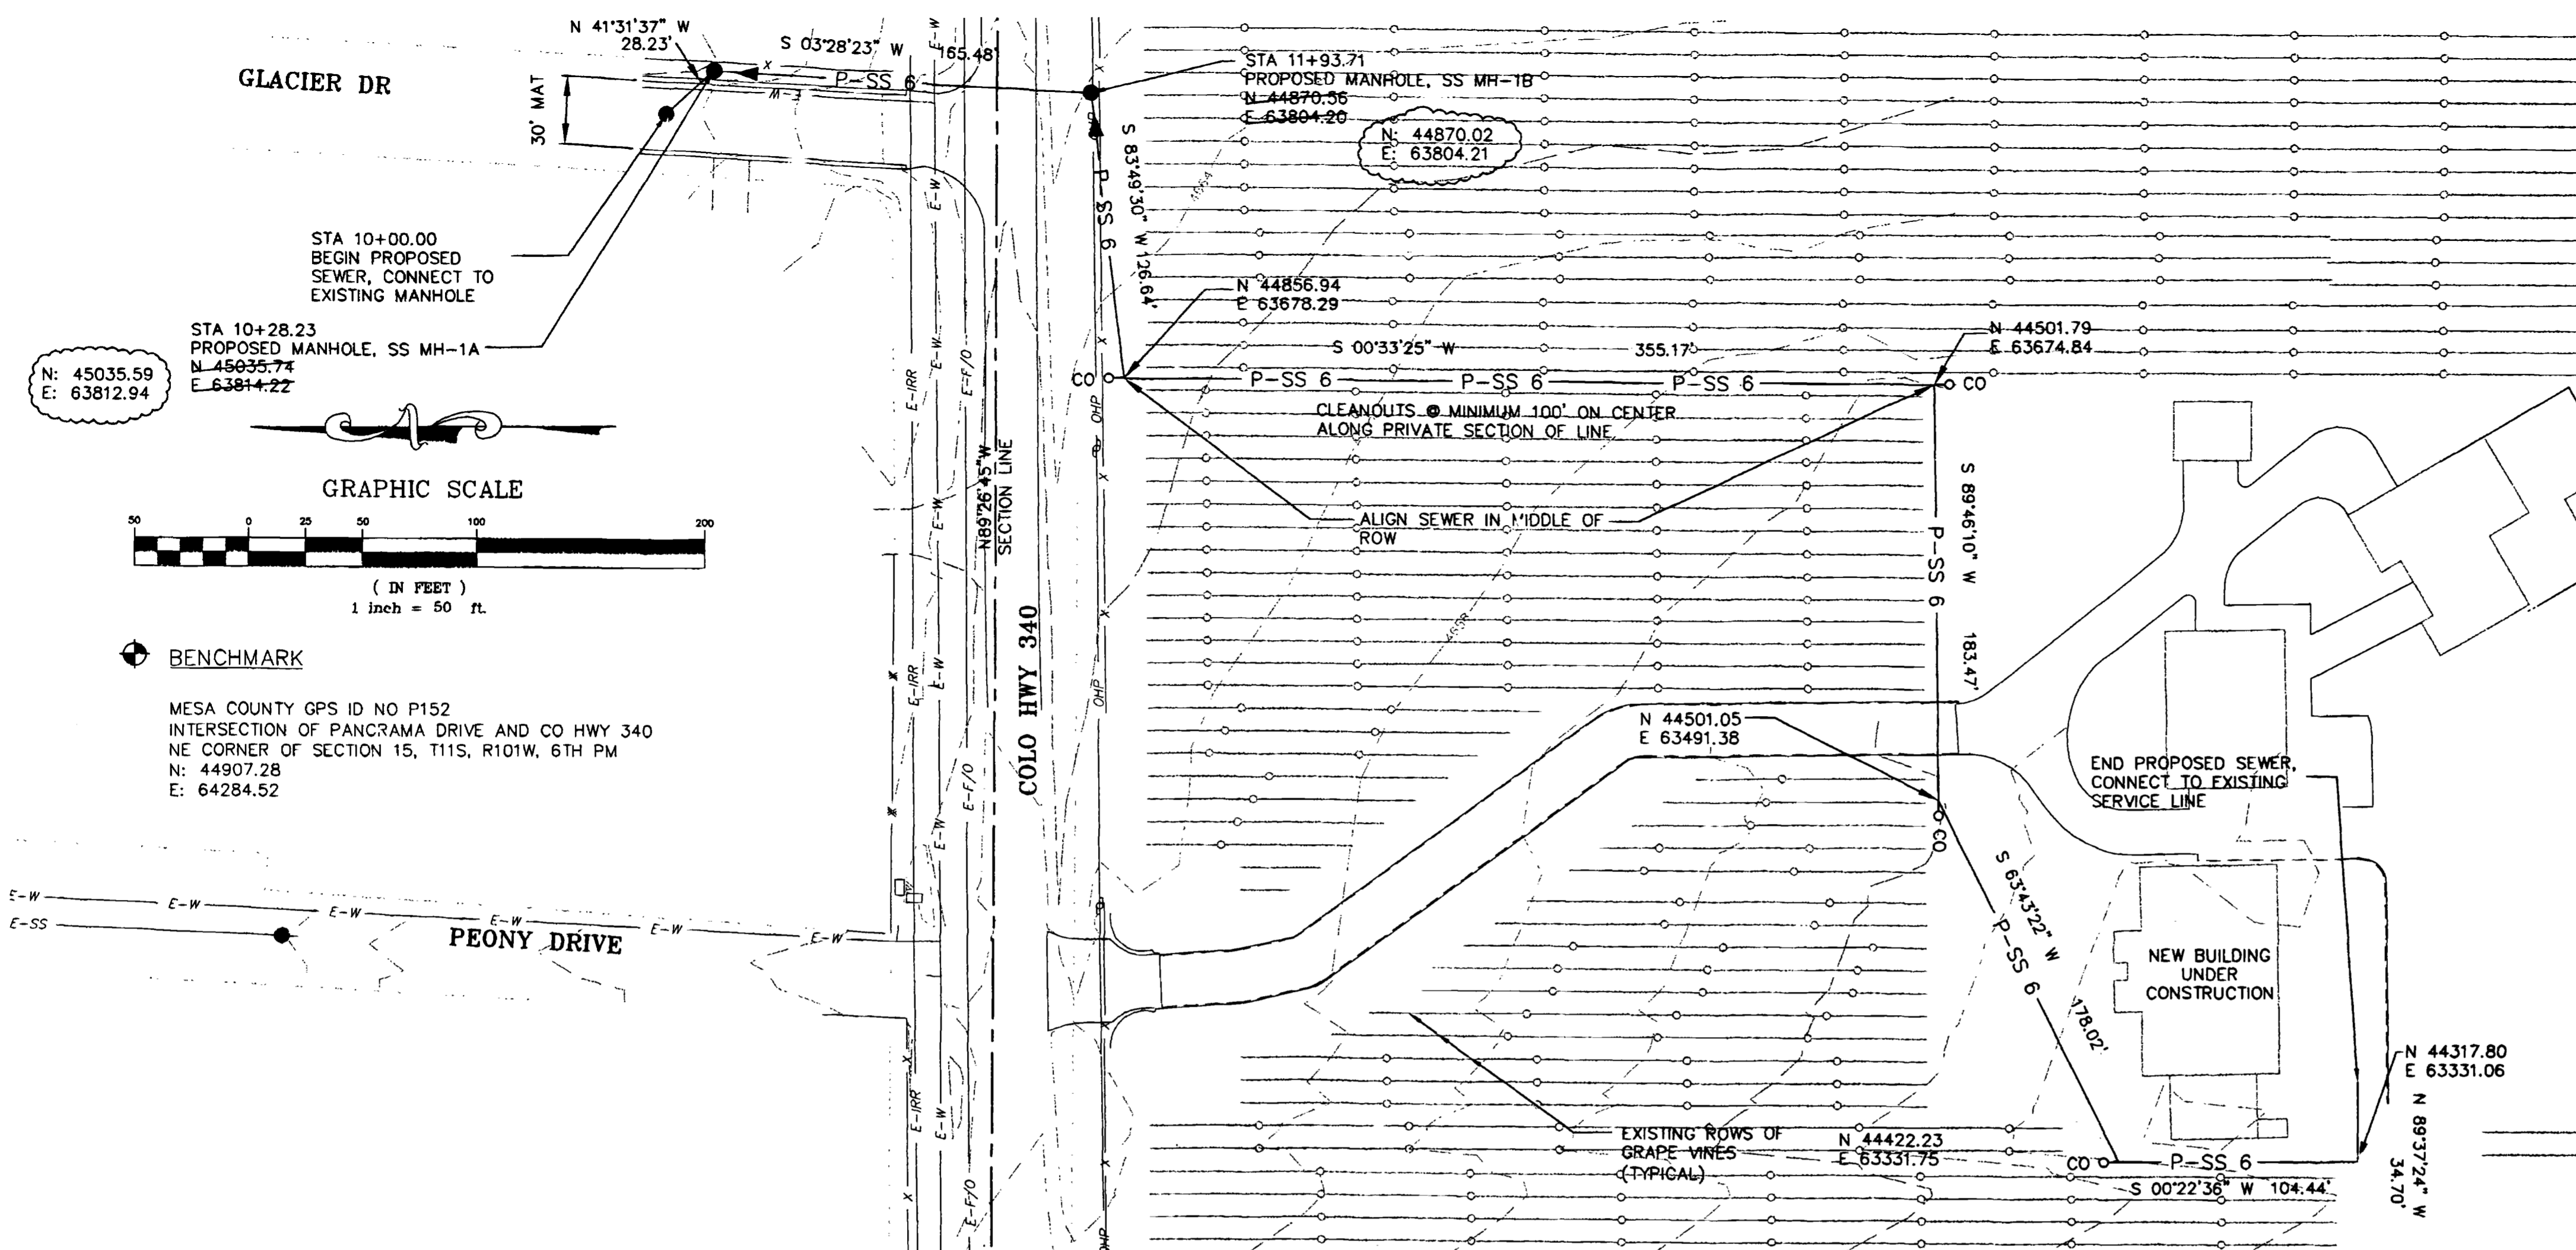 N 41°31'37" W
28.23'
S 03°28'23" W
165.48'
GLACIER DR
30' MAT
P-SS 6
E-W
E-W
STA 11+93.71
PROPOSED MANHOLE, SS MH-1B
N 44870.56
E 63804.20
N: 44870.02
E: 63804.21
S 83°49'30" W 126.64'
P-SS 6
4664
STA 10+00.00
BEGIN PROPOSED
SEWER, CONNECT TO
EXISTING MANHOLE
STA 10+28.23
PROPOSED MANHOLE, SS MH-1A
N 45035.74
E 63814.22
N: 45035.59
E: 63812.94
N 44856.94
E 63678.29
S 00°33'25" W
355.17'
N 44501.79
E 63674.84
CO
P-SS 6
P-SS 6
P-SS 6
CO
CLEANOUTS @ MINIMUM 100' ON CENTER
ALONG PRIVATE SECTION OF LINE
ALIGN SEWER IN MIDDLE OF
ROW
E-W
E-W
E-F/O
E-IRR
OHP
N89°26'45"W
SECTION LINE
E-W
GRAPHIC SCALE
50
0
25
50
100
200
( IN FEET )
1 inch = 50 ft.
S 89°46'10" W 183.47'
P-SS 6
4658
COLO HWY 340
BENCHMARK
MESA COUNTY GPS ID NO P152
INTERSECTION OF PANORAMA DRIVE AND CO HWY 340
NE CORNER OF SECTION 15, T11S, R101W, 6TH PM
N: 44907.28
E: 64284.52
E-IRR
E-W
OHP
E-F/O
E-W
N 44501.05
E 63491.38
CO
END PROPOSED SEWER,
CONNECT TO EXISTING
SERVICE LINE
E-W
E-W
E-W
E-W
E-W
E-W
E-SS
PEONY DRIVE
S 63°43'22" W
P-SS 6
178.02'
NEW BUILDING
UNDER
CONSTRUCTION
E-IRR
E-W
E-F/O
OHP
EXISTING ROWS OF
GRAPE VINES
(TYPICAL)
N 44422.23
E 63331.75
N 44317.80
E 63331.06
CO
P-SS 6
S 00°22'36" W 104.44'
N 89°37'24" W
34.70'